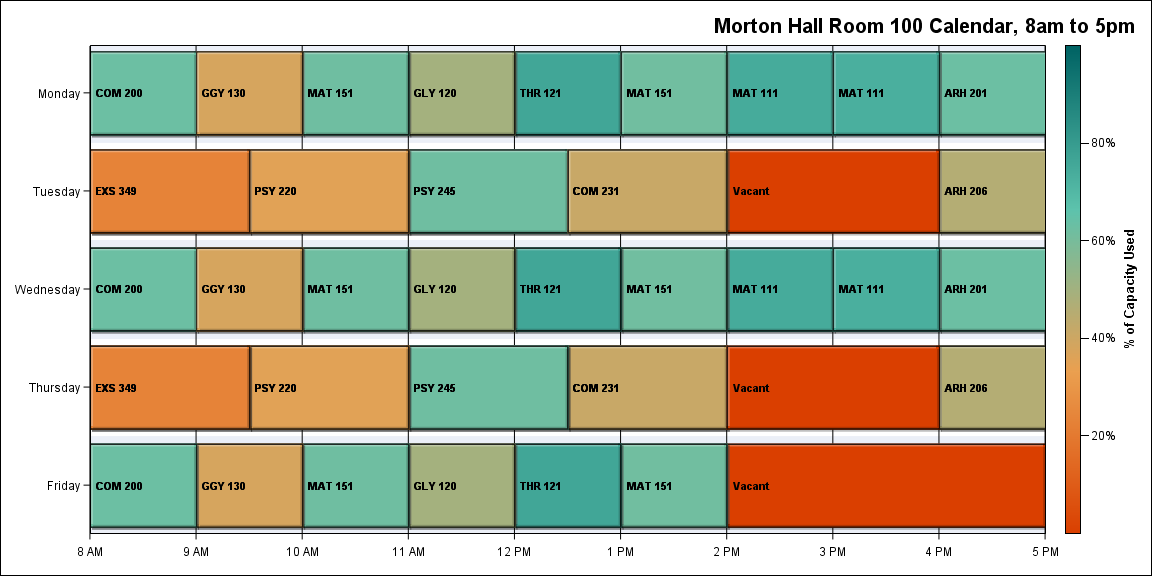 Morton Hall Room 100 Calendar, 8am to 5pm
Monday COM 200 GGY 130 MAT 151 GLY 120 THR 121 MAT 151 MAT 111 MAT 111 ARH 201
Tuesday EXS 349 PSY 220 PSY 245 COM 231 Vacant ARH 206
Wednesday COM 200 GGY 130 MAT 151 GLY 120 THR 121 MAT 151 MAT 111 MAT 111 ARH 201
Thursday EXS 349 PSY 220 PSY 245 COM 231 Vacant ARH 206
Friday COM 200 GGY 130 MAT 151 GLY 120 THR 121 MAT 151 Vacant
8 AM 9 AM 10 AM 11 AM 12 PM 1 PM 2 PM 3 PM 4 PM 5 PM
80%
60%
40%
20%
% of Capacity Used